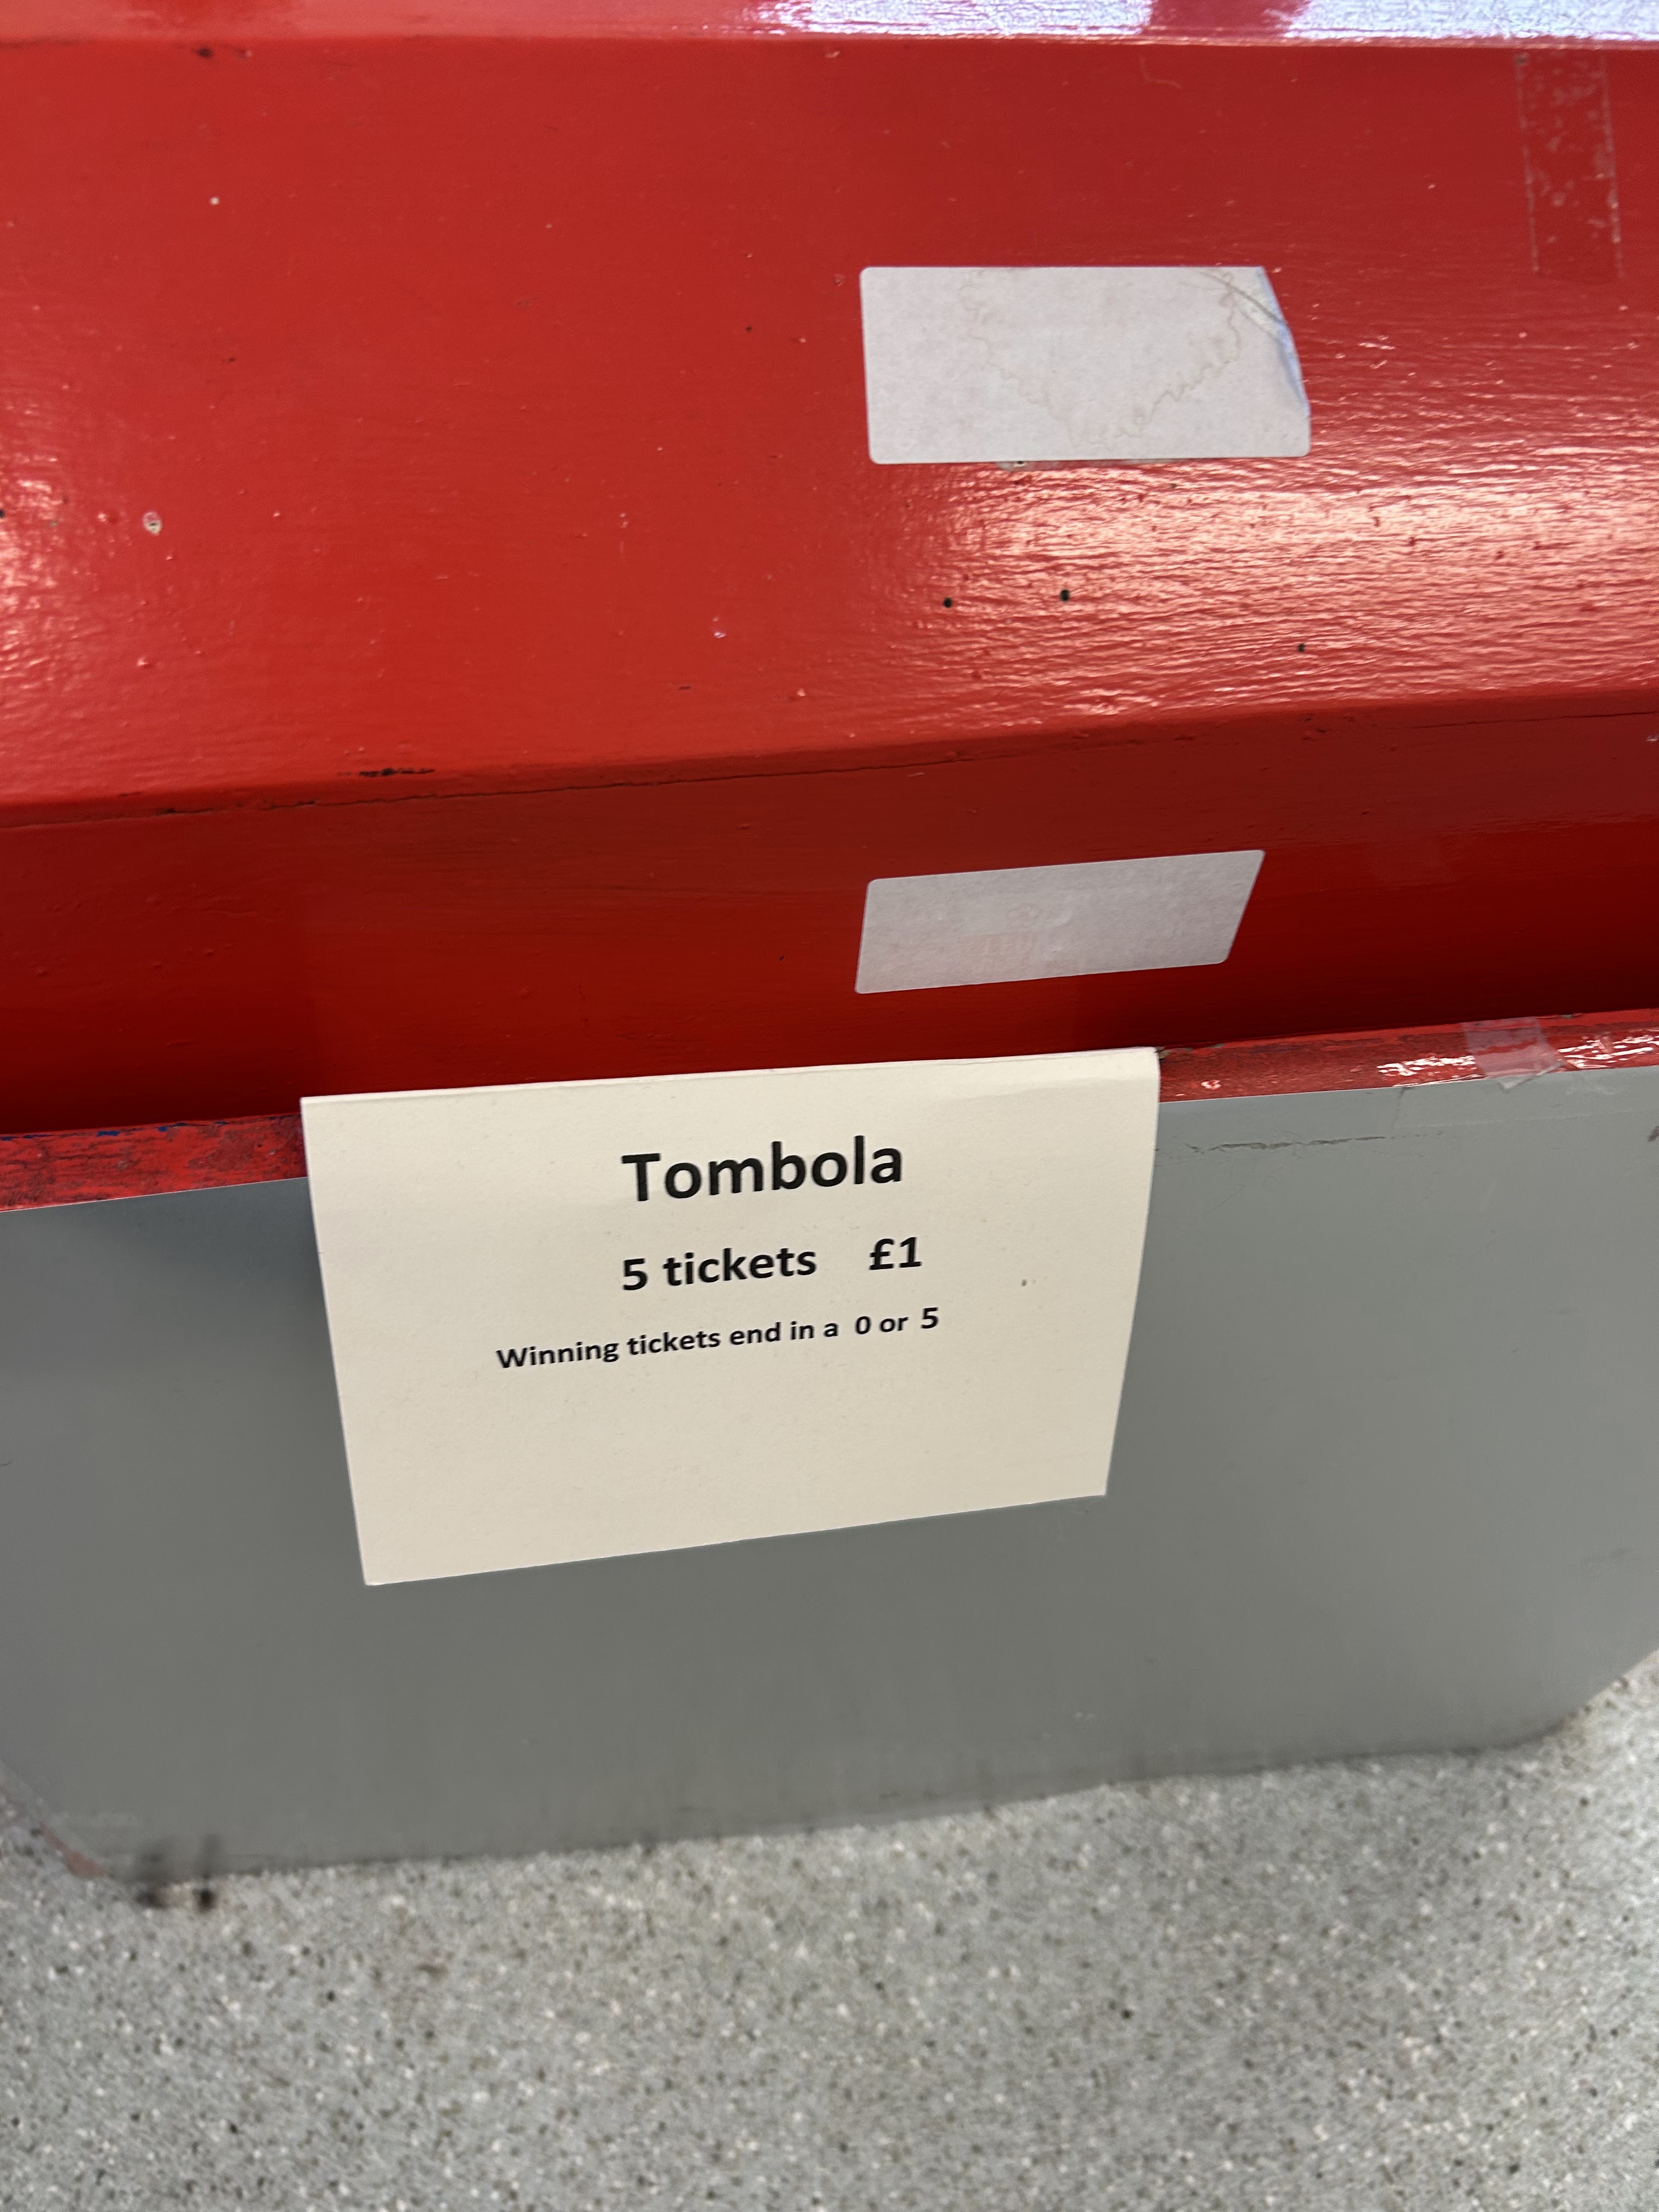 Tombola
5 tickets £1
Winning tickets end in a 0 or 5